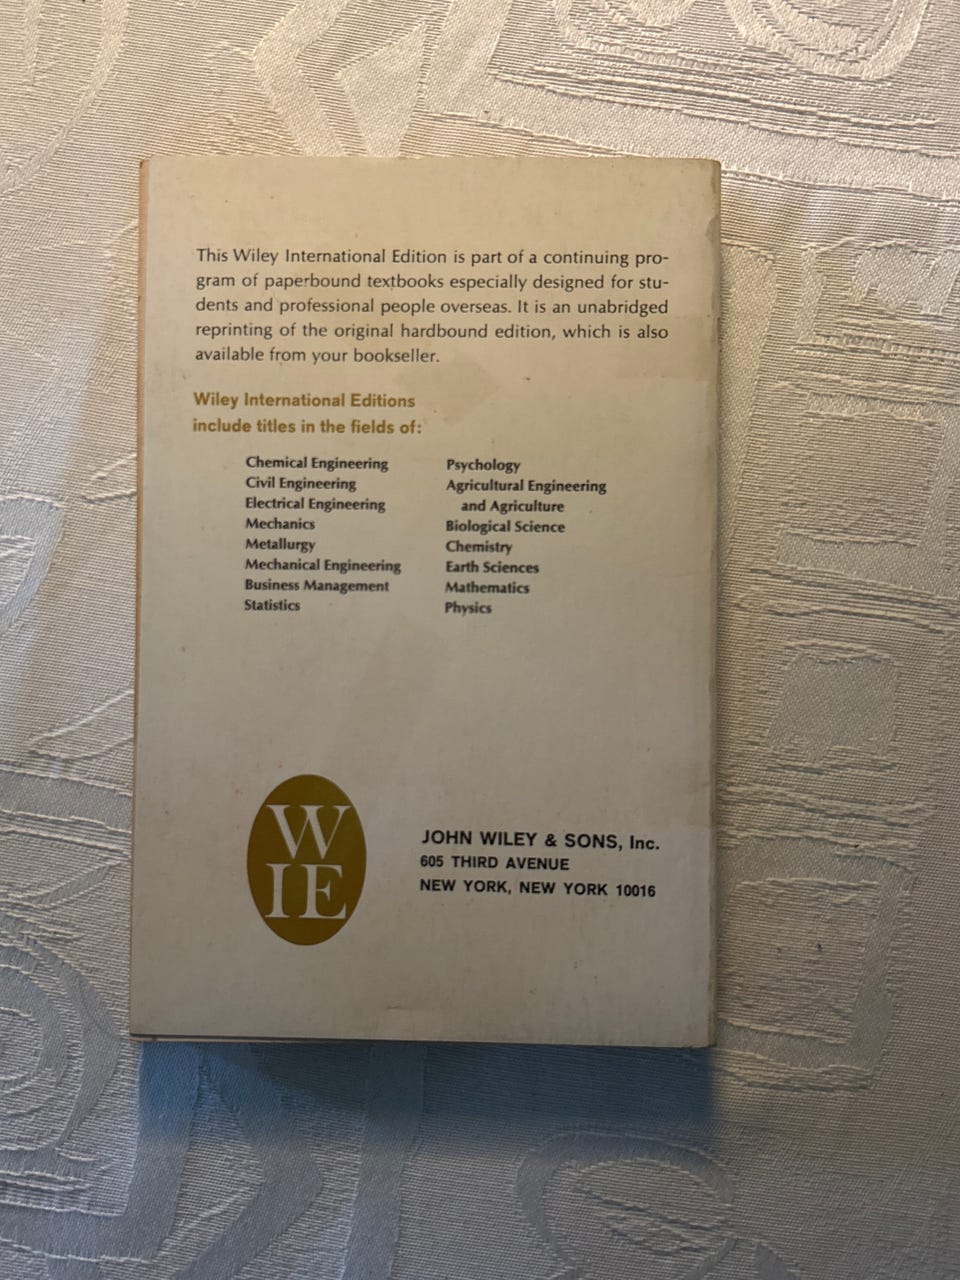 This Wiley International Edition is part of a continuing pro-
gram of paperbound textbooks especially designed for stu-
dents and professional people overseas. It is an unabridged
reprinting of the original hardbound edition, which is also
available from your bookseller.
Wiley International Editions
include titles in the fields of:
Chemical Engineering
Civil Engineering
Electrical Engineering
Mechanics
Metallurgy
Mechanical Engineering
Business Management
Statistics
Psychology
Agricultural Engineering
and Agriculture
Biological Science
Chemistry
Earth Sciences
Mathematics
Physics
W
IE
JOHN WILEY & SONS, Inc.
605 THIRD AVENUE
NEW YORK, NEW YORK 10016